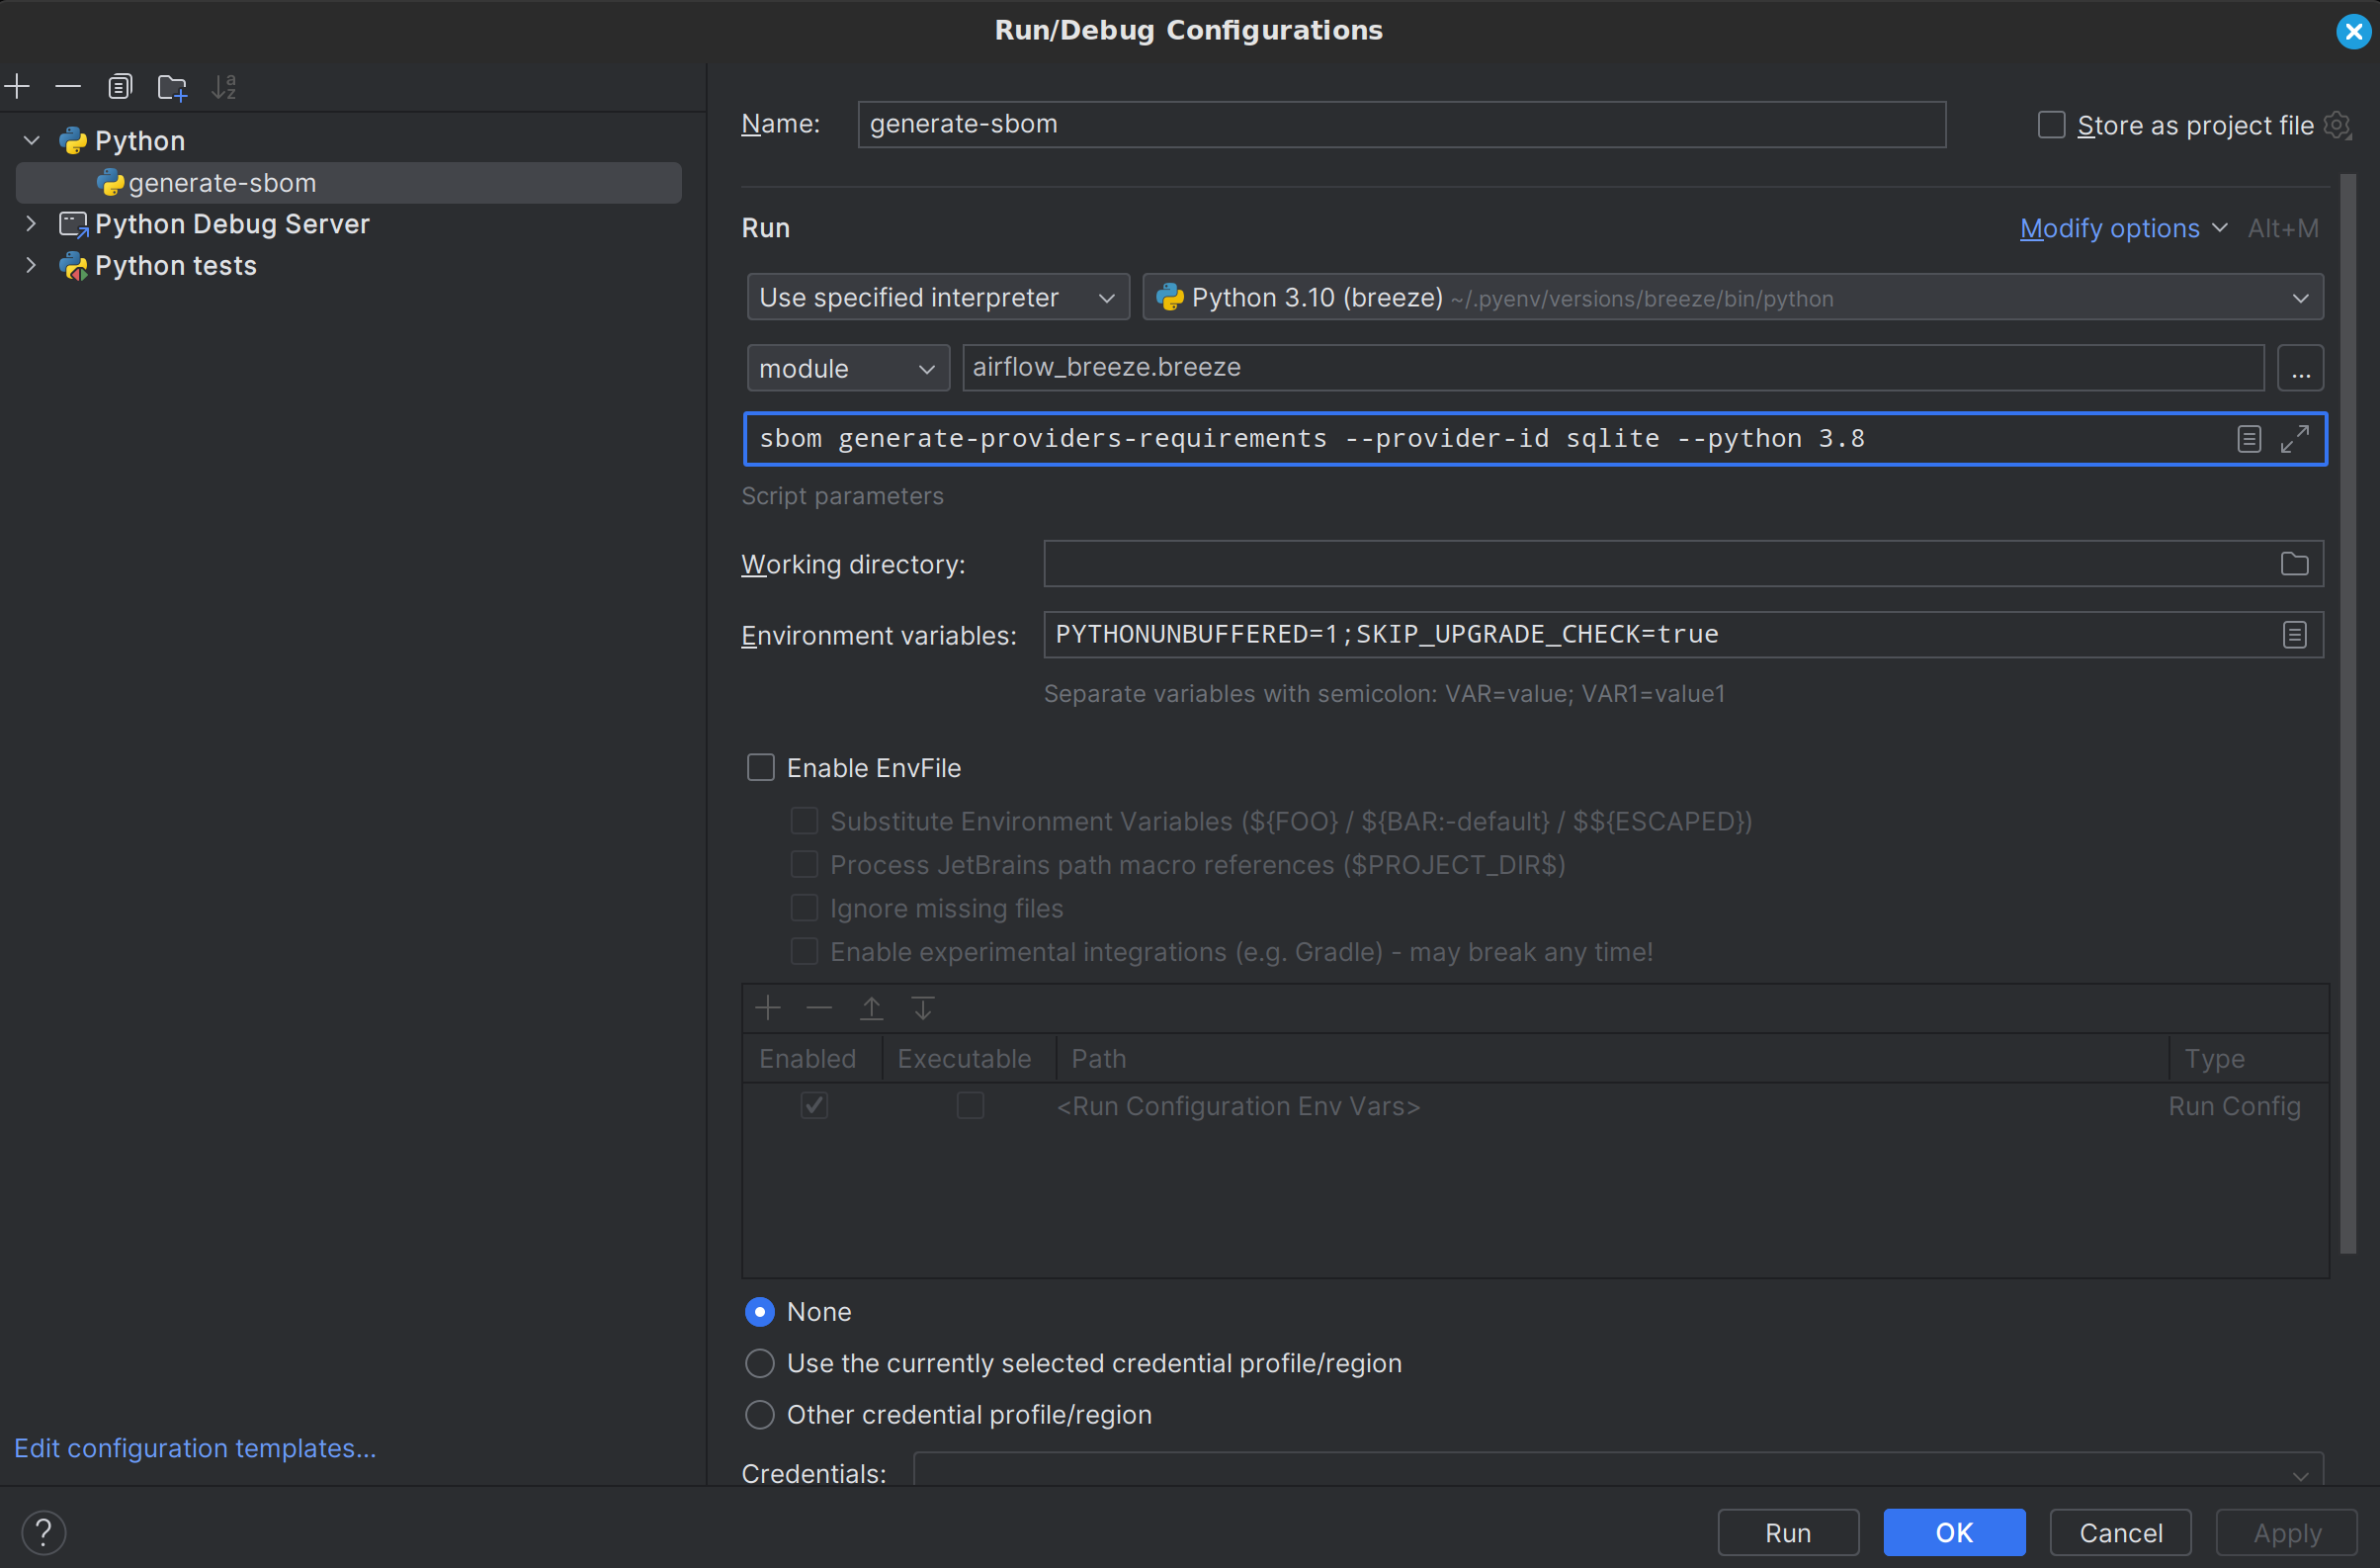 Run/Debug Configurations
Python
generate-sbom
Python Debug Server
Python tests
Edit configuration templates...
Name: generate-sbom Store as project file
Run Modify options Alt+M
Use specified interpreter Python 3.10 (breeze) ~/.pyenv/versions/breeze/bin/python
module airflow_breeze.breeze ...
sbom generate-providers-requirements --provider-id sqlite --python 3.8
Script parameters
Working directory:
Environment variables: PYTHONUNBUFFERED=1;SKIP_UPGRADE_CHECK=true
Separate variables with semicolon: VAR=value; VAR1=value1
Enable EnvFile
Substitute Environment Variables (${FOO} / ${BAR:-default} / $${ESCAPED})
Process JetBrains path macro references ($PROJECT_DIR$)
Ignore missing files
Enable experimental integrations (e.g. Gradle) - may break any time!
Enabled Executable Path Type
<Run Configuration Env Vars> Run Config
None
Use the currently selected credential profile/region
Other credential profile/region
Credentials:
? Run OK Cancel Apply